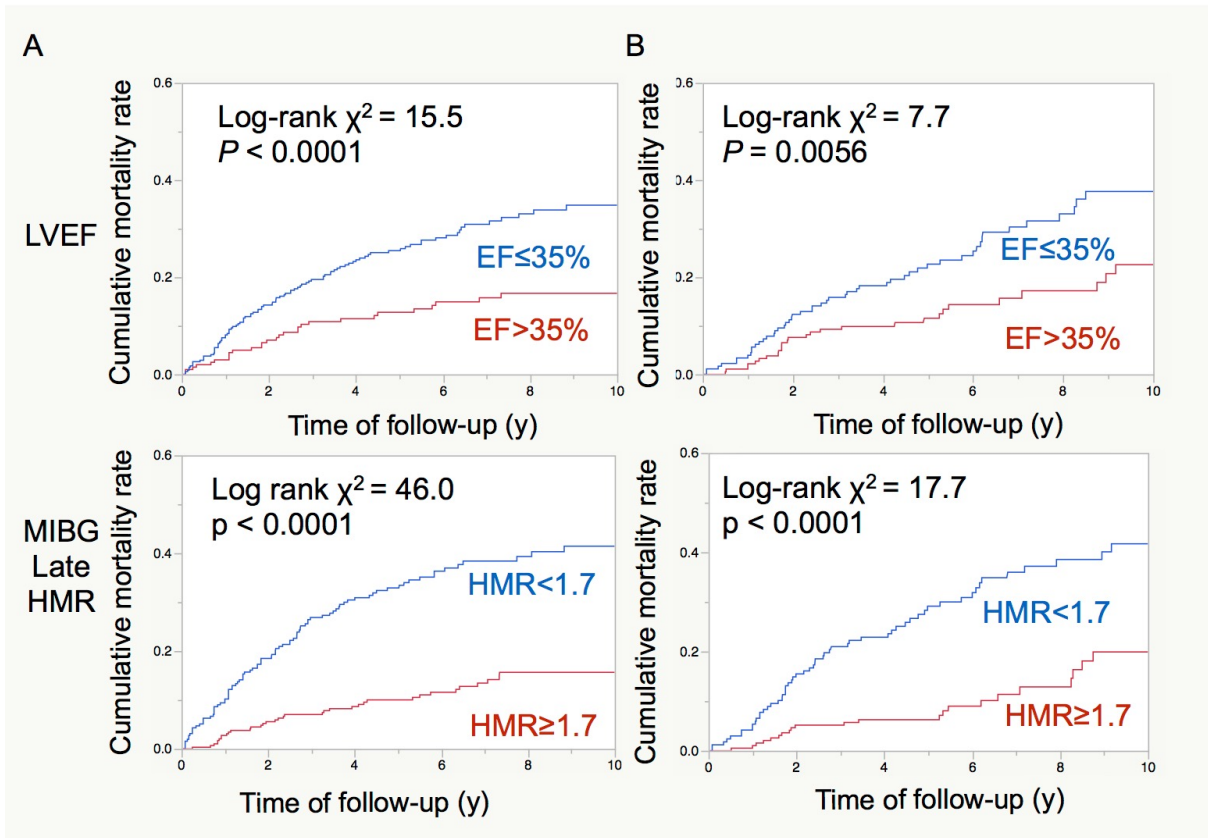 A
B
LVEF
Cumulative mortality rate
0.6
0.4
0.2
0.0
Log-rank χ² = 15.5
P < 0.0001
EF≤35%
EF>35%
0 2 4 6 8 10
Time of follow-up (y)
Cumulative mortality rate
0.6
0.4
0.2
0.0
Log-rank χ² = 7.7
P = 0.0056
EF≤35%
EF>35%
0 2 4 6 8 10
Time of follow-up (y)
MIBG
Late
HMR
Cumulative mortality rate
0.6
0.4
0.2
0.0
Log rank χ² = 46.0
p < 0.0001
HMR<1.7
HMR≥1.7
0 2 4 6 8 10
Time of follow-up (y)
Cumulative mortality rate
0.6
0.4
0.2
0.0
Log-rank χ² = 17.7
p < 0.0001
HMR<1.7
HMR≥1.7
0 2 4 6 8 10
Time of follow-up (y)